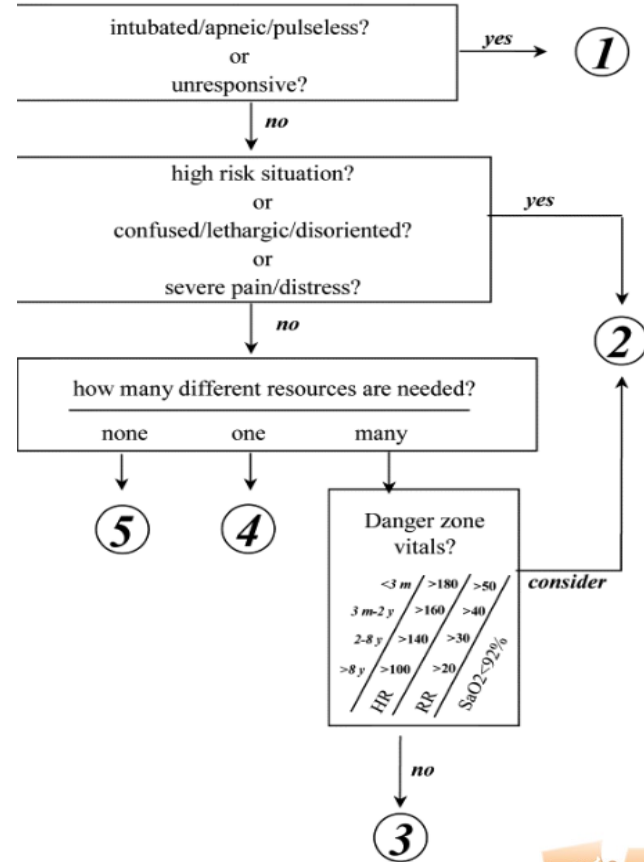 intubated/apneic/pulseless?
or
unresponsive?
yes
1
no
high risk situation?
or
confused/lethargic/disoriented?
or
severe pain/distress?
yes
2
no
how many different resources are needed?
none one many
5 4
Danger zone
vitals?
<3 m >180 >50
3 m-2 y >160 >40
2-8 y >140 >30
>8 y >100 >20
HR RR SaO2<92%
consider
no
3